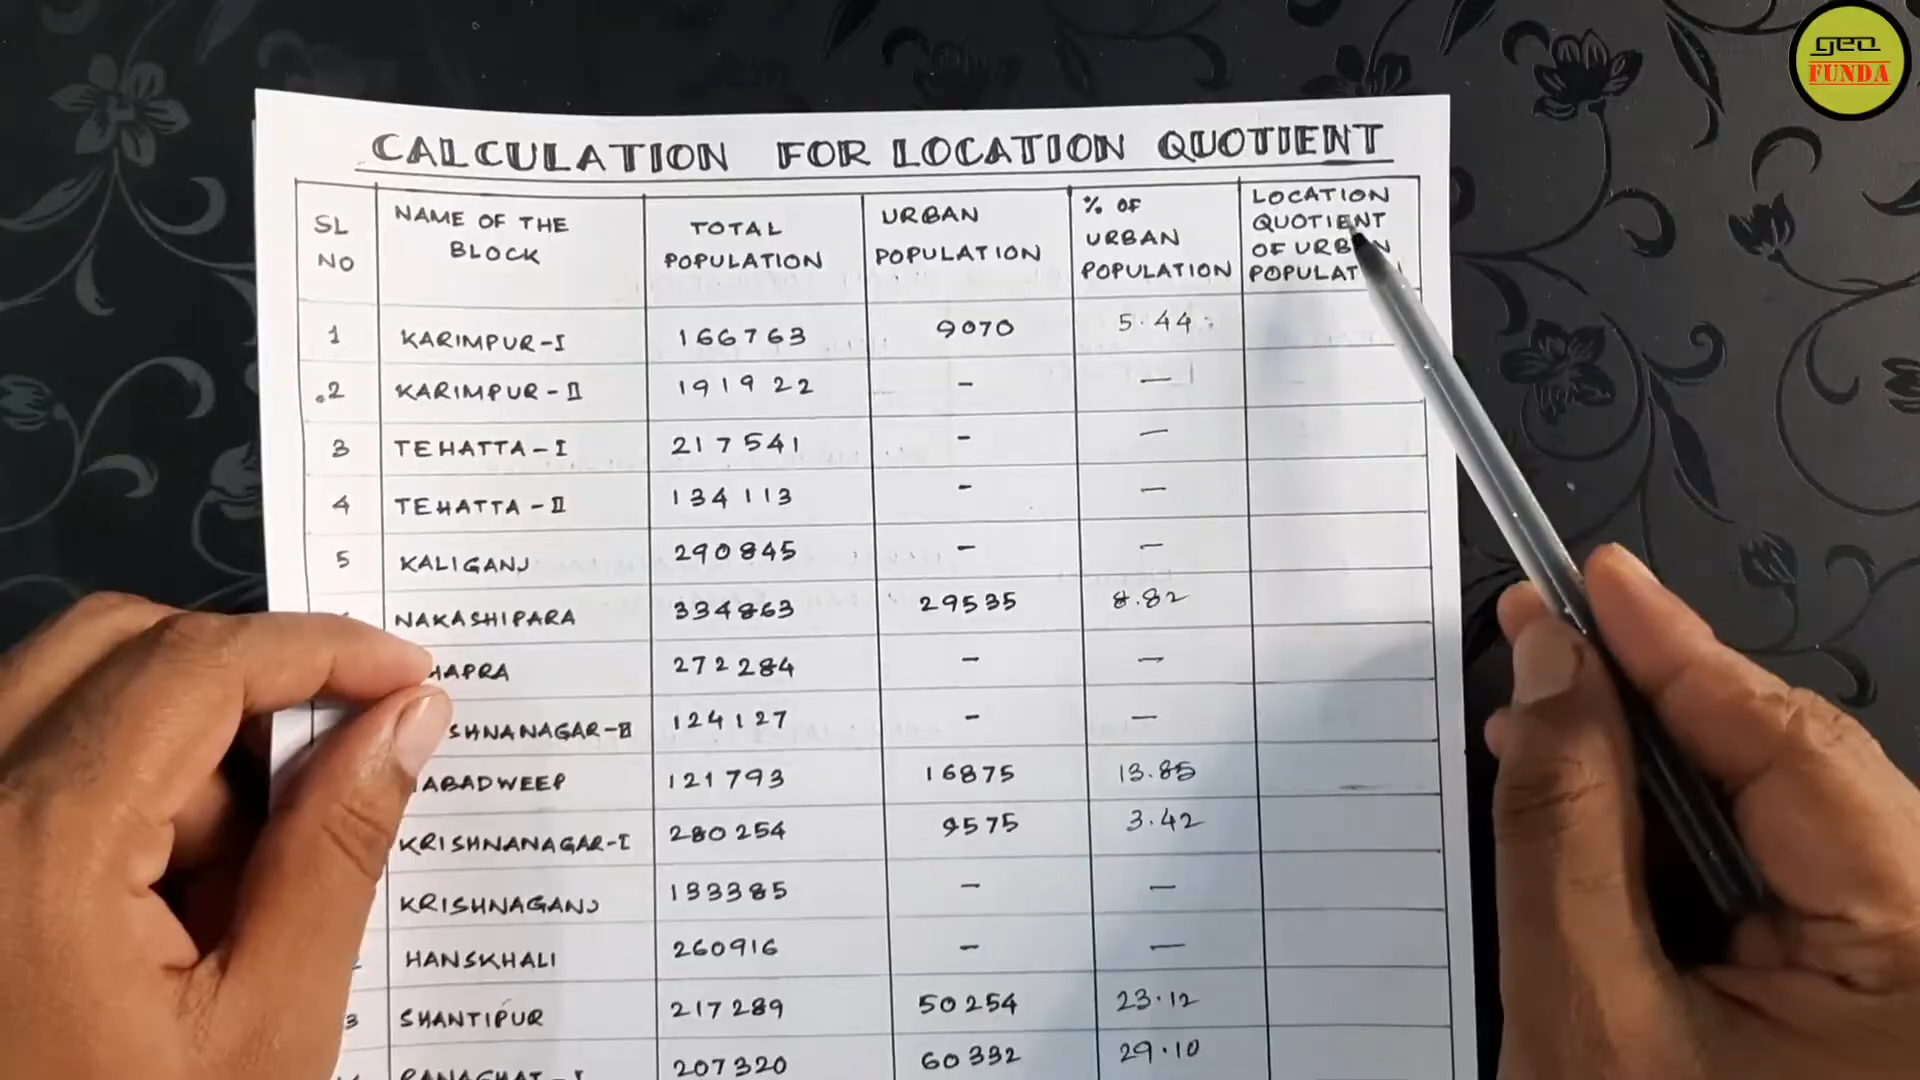 geo
FUNDA
CALCULATION FOR LOCATION QUOTIENT
SL NO
NAME OF THE BLOCK
TOTAL POPULATION
URBAN POPULATION
% OF URBAN POPULATION
LOCATION QUOTIENT OF URBAN
1 KARIMPUR-I 166763 9070 5.44
2 KARIMPUR-II 191922 - —
3 TEHATTA-I 217541 - —
4 TEHATTA-II 134113 - —
5 KALIGANJ 290845 - —
NAKASHIPARA 334863 29535 8.82
HAPRA 272284 - —
SHNANAGAR-II 124127 - —
ABADWEEP 121793 16875 13.85
KRISHNANAGAR-I 280254 9575 3.42
KRISHNAGANJ 133385 - —
HANSKHALI 260916 - —
3 SHANTIPUR 217289 50254 23.12
RANAGHAT-I 207320 60332 29.10